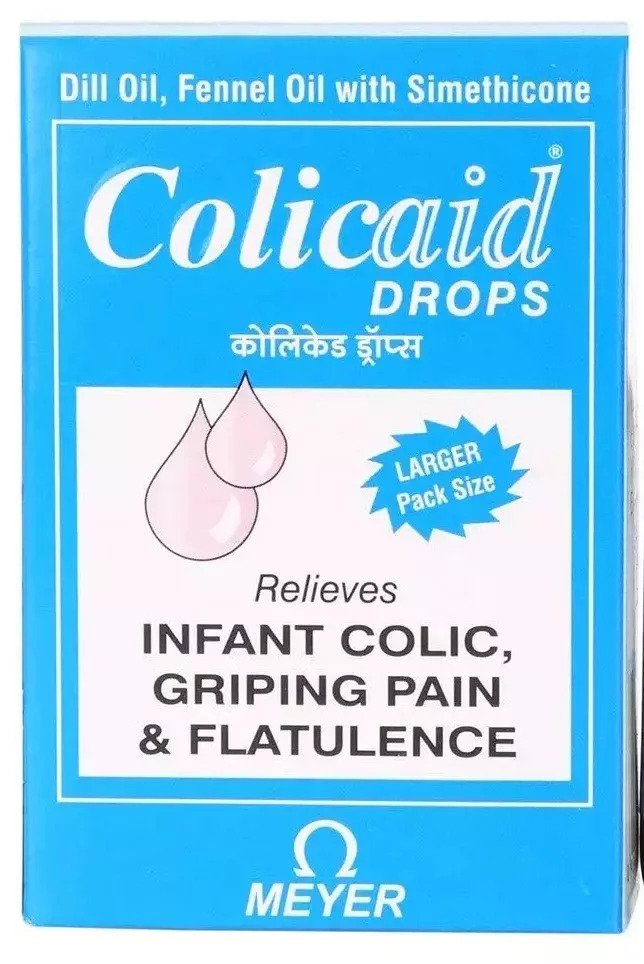 Dill Oil, Fennel Oil with Simethicone
Colicaid®
DROPS
कोलिकेड ड्रॉप्स
LARGER
Pack Size
Relieves
INFANT COLIC,
GRIPING PAIN
& FLATULENCE
MEYER